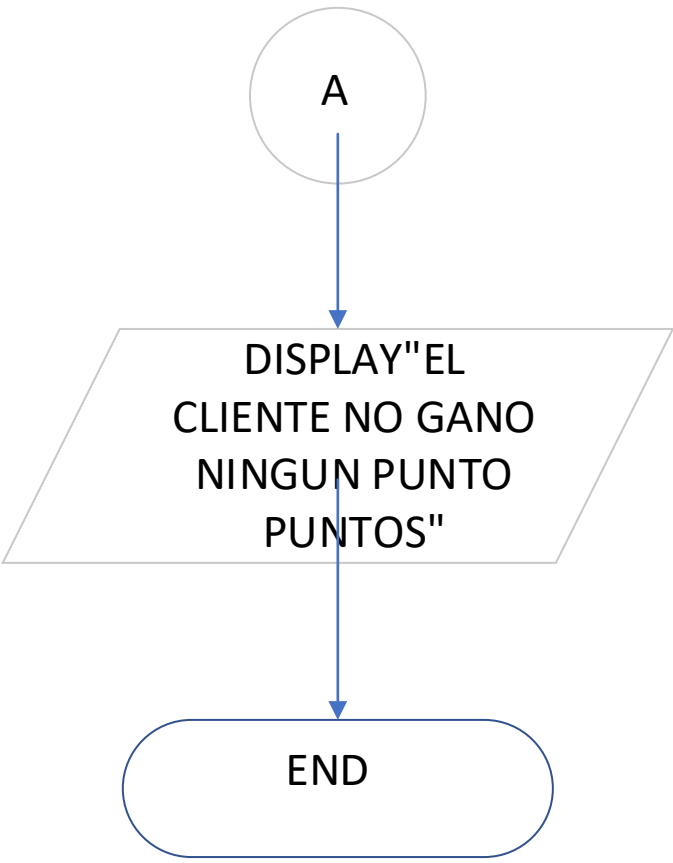 A
DISPLAY"EL
CLIENTE NO GANO
NINGUN PUNTO
PUNTOS"
END